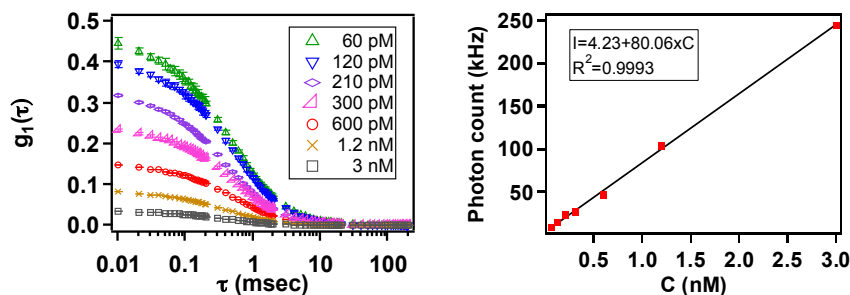 g1(τ)
0.5
0.4
0.3
0.2
0.1
0.0
60 pM
120 pM
210 pM
300 pM
600 pM
1.2 nM
3 nM
0.01 0.1 1 10 100
τ (msec)
Photon count (kHz)
250
200
150
100
50
I=4.23+80.06xC
R²=0.9993
0.5 1.0 1.5 2.0 2.5 3.0
C (nM)